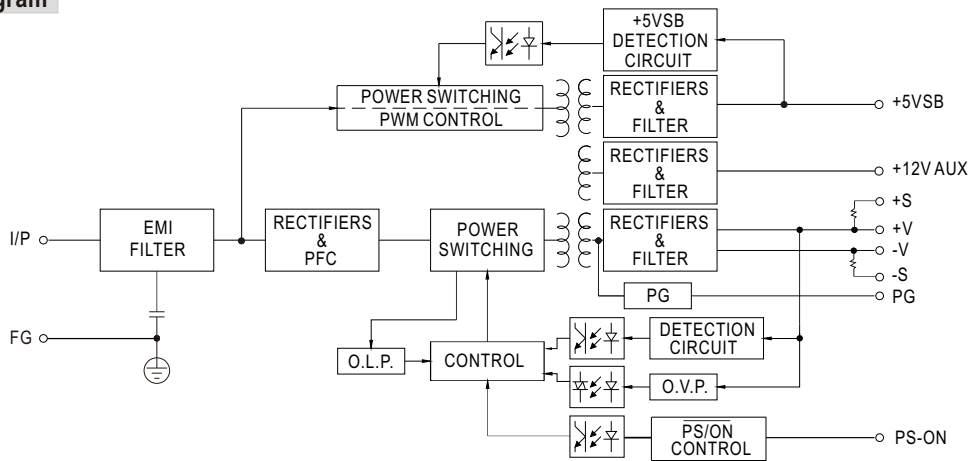 gram
+5VSB
DETECTION
CIRCUIT
POWER SWITCHING
PWM CONTROL
RECTIFIERS
&
FILTER
+5VSB
RECTIFIERS
&
FILTER
+12V AUX
+S
I/P
EMI
FILTER
RECTIFIERS
&
PFC
POWER
SWITCHING
RECTIFIERS
&
FILTER
+V
-V
-S
PG
PG
FG
O.L.P.
CONTROL
DETECTION
CIRCUIT
O.V.P.
PS/ON
CONTROL
PS-ON